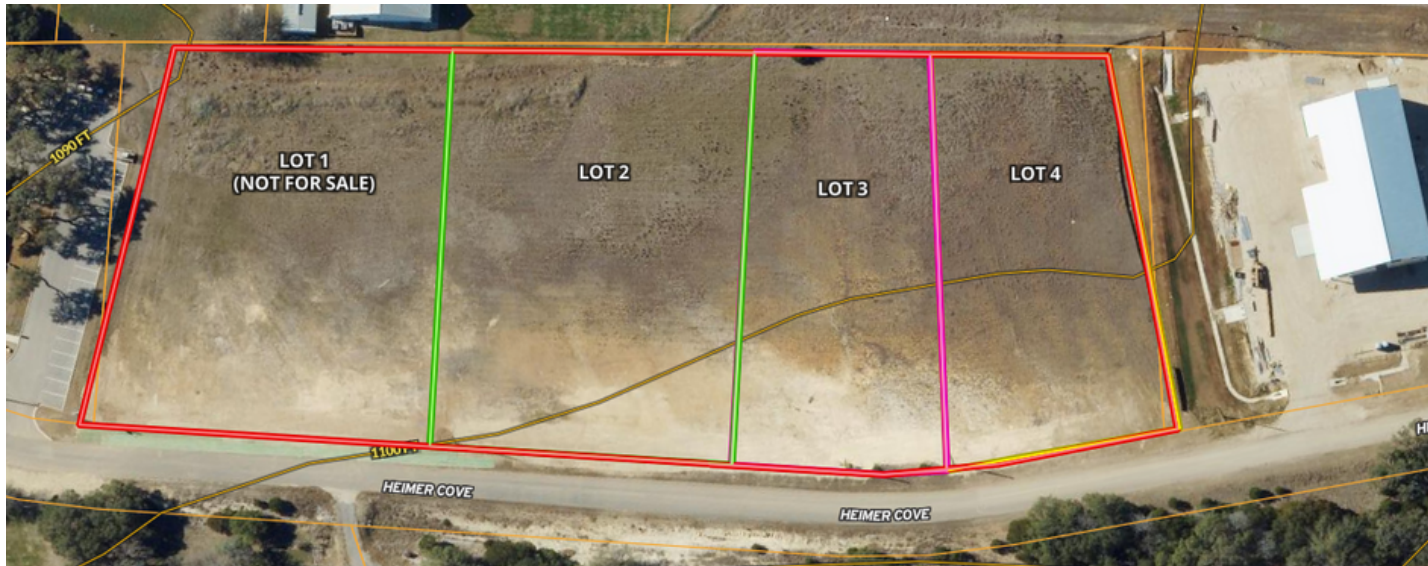 1090 FT
LOT 1
(NOT FOR SALE)
LOT 2
LOT 3
LOT 4
HEIMER COVE
HEIMER COVE